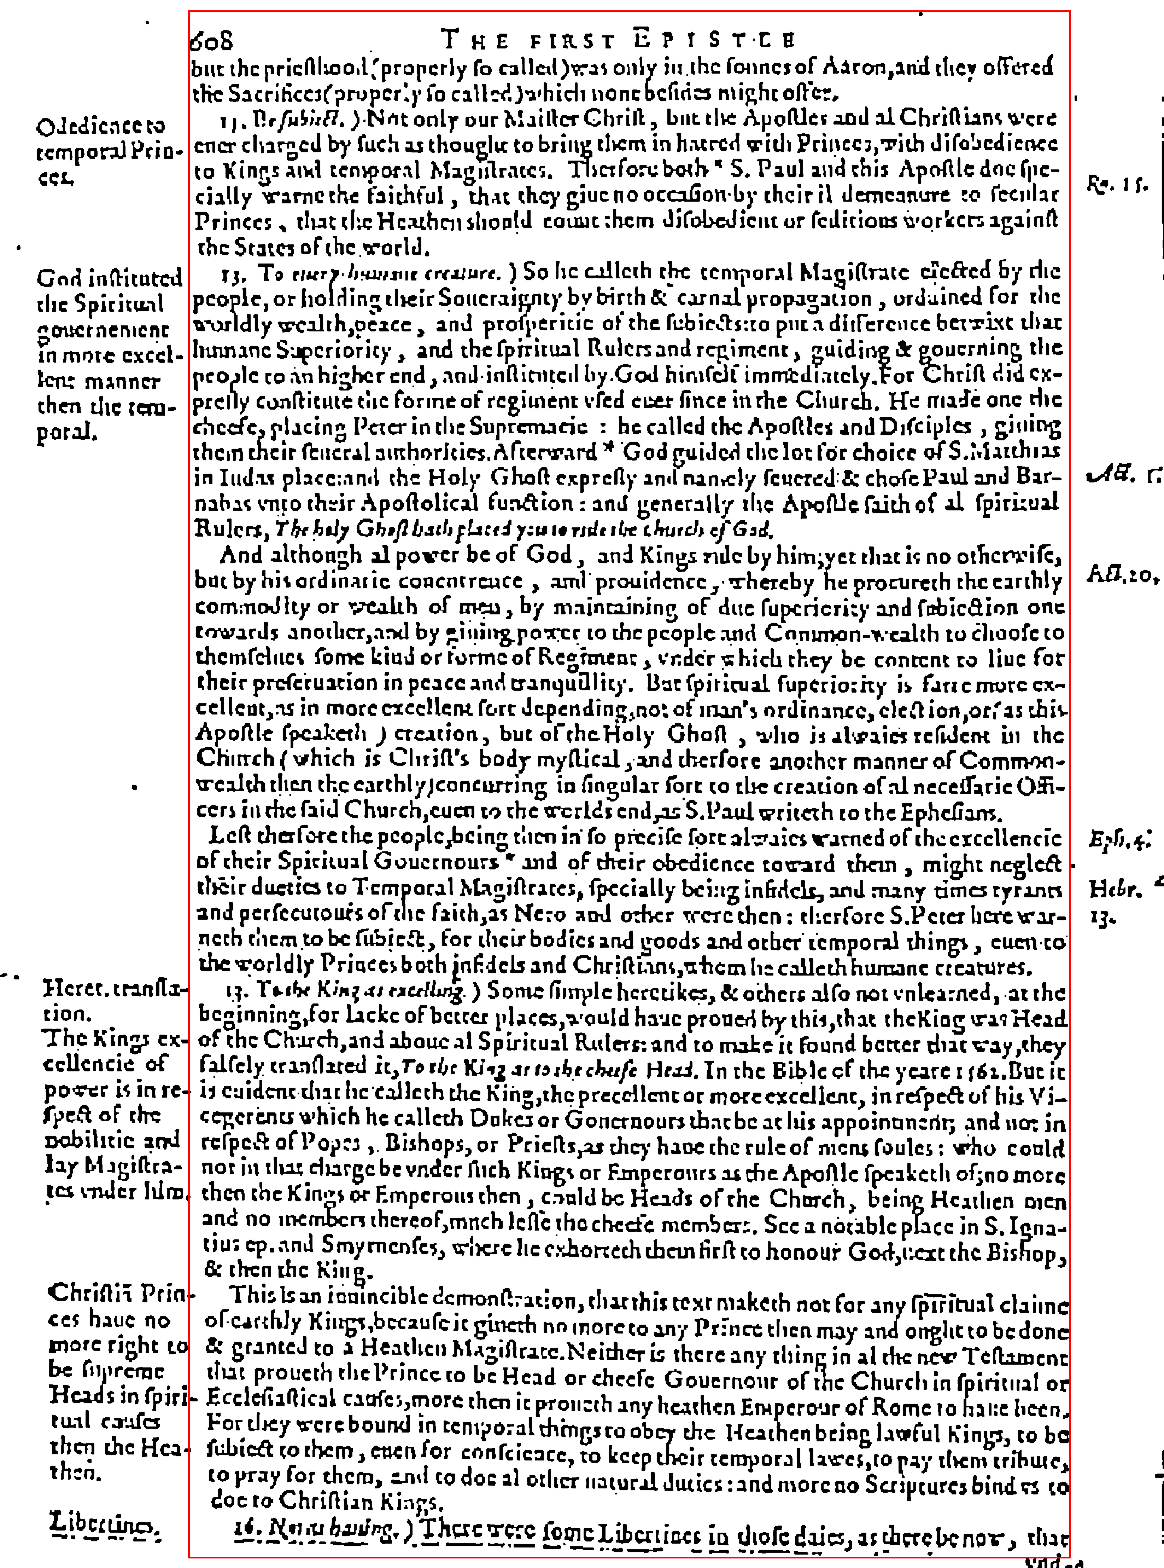 608 THE FIRST EPISTLE
but the priesthood (properly so called) was only in the sonnes of Aaron, and they offered
the Sacrifices (properly so called) which none besides might offer.
Odedience to
temporal Prin-
ces.
13. Be subiect.) Not only our Maister Christ, but the Apostles and al Christians were
euer charged by such as thought to bring them in hatred with Princes, with disobedience
to Kings and temporal Magistrates. Therfore both * S. Paul and this Apostle doe spe-
cially warne the faithful, that they giue no occasion by their il demeanure to secular
Princes, that the Heathen should count them disobedient or seditious workers against
the States of the world.
Ro. 15.
God instituted
the Spiritual
gouernement
in more excel-
lent manner
then the tem-
poral.
13. To euery humane creature.) So he calleth the temporal Magistrate elected by the
people, or holding their Soueraignty by birth & carnal propagation, ordained for the
worldly wealth, peace, and prosperitie of the subiects: to put a difference betwixt that
humane Superiority, and the spiritual Rulers and regiment, guiding & gouerning the
people to an higher end, and instituted by God himself immediately. For Christ did ex-
presly constitute the forme of regiment vsed euer since in the Church. He made one the
cheefe, placing Peter in the Supremacie: he called the Apostles and Disciples, giuing
them their seueral authorities. Afterward * God guided the lot for choice of S. Matthias
in Iudas place: and the Holy Ghost expresly and namely seuered & chose Paul and Bar-
nabas vnto their Apostolical function: and generally the Apostle saith of al spiritual
Rulers, The holy Ghost hath placed you to rule the church of God.
Act. 1.
And although al power be of God, and Kings rule by him; yet that is no otherwise,
but by his ordinarie concurrence, and prouidence, whereby he procureth the earthly
commodity or wealth of men, by maintaining of due superiority and subiection one
towards another, and by giuing power to the people and Common-wealth to choose to
themselues some kind or forme of Regiment, vnder which they be content to liue for
their preseruation in peace and tranquillity. But spiritual superiority is farre more ex-
cellent, as in more excellent sort depending, not of man's ordinance, election, or (as this
Apostle speaketh) creation, but of the Holy Ghost, who is alwaies resident in the
Church (which is Christ's body mystical, and therfore another manner of Common-
wealth then the earthly) concurring in singular sort to the creation of al necessarie Offi-
cers in the said Church, euen to the worlds end, as S. Paul writeth to the Ephesians.
Act. 20.
Lest therfore the people, being then in so precise sort alwaies warned of the excellencie
of their Spiritual Gouernours * and of their obedience toward them, might neglect
their dueties to Temporal Magistrates, specially being infidels, and many times tyrants
and persecutours of the faith, as Nero and other were then: therfore S. Peter here war-
neth them to be subiect, for their bodies and goods and other temporal things, euen to
the worldly Princes both infidels and Christians, whom he calleth humane creatures.
Eph. 4.
Hebr.
13.
Heret. transla-
tion.
The Kings ex-
cellencie of
power is in re-
spect of the
nobilitie and
lay Magistra-
tes vnder him.
13. To the King as excelling.) Some simple heretikes, & others also not vnlearned, at the
beginning, for lacke of better places, would haue proued by this, that the King was Head
of the Church, and aboue al Spiritual Rulers: and to make it sound better that way, they
falsely translated it, To the King as to the cheefe Head. In the Bible of the yeare 1562. But it
is euident that he calleth the King, the precellent or more excellent, in respect of his Vi-
cegerents which he calleth Dukes or Gouernours that be at his appointment; and not in
respect of Popes, Bishops, or Priests, as they haue the rule of mens soules: who could
not in that charge be vnder such Kings or Emperours as the Apostle speaketh of; no more
then the Kings or Emperous then, could be Heads of the Church, being Heathen men
and no members thereof, much lesse the cheefe members. See a notable place in S. Igna-
tius ep. and Smyrnenses, where he exhorteth them first to honour God, next the Bishop,
& then the King.
Christiā Prin-
ces haue no
more right to
be supreme
Heads in spiri-
tual causes
then the Hea-
then.
This is an inuincible demonstration, that this text maketh not for any spiritual claime
of earthly Kings, because it giueth no more to any Prince then may and ought to be done
& granted to a Heathen Magistrate. Neither is there any thing in al the new Testament
that proueth the Prince to be Head or cheefe Gouernour of the Church in spiritual or
Ecclesiastical causes, more then it proueth any heathen Emperour of Rome to haue been.
For they were bound in temporal things to obey the Heathen being lawful Kings, to be
subiect to them, euen for conscience, to keep their temporal lawes, to pay them tribute,
to pray for them, and to doe al other natural duties: and more no Scriptures bind vs to
doe to Christian Kings.
Libertines.
16. Not as hauing.) There were some Libertines in those daies, as there be now, that
vnder